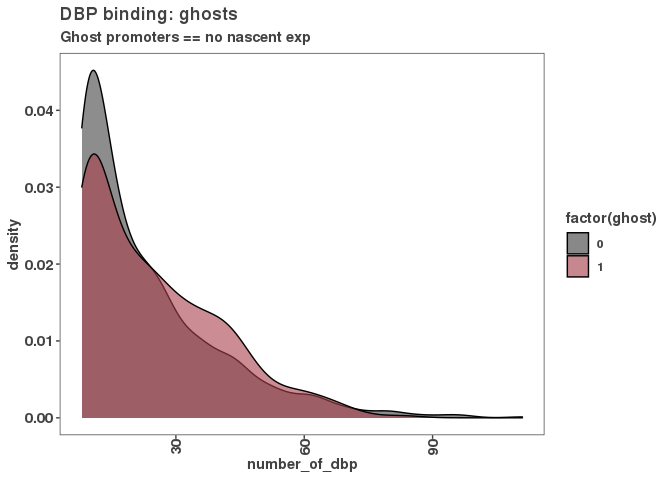 DBP binding: ghosts
Ghost promoters == no nascent exp
0.04
0.03
0.02
0.01
0.00
density
30
60
90
number_of_dbp
factor(ghost)
0
1